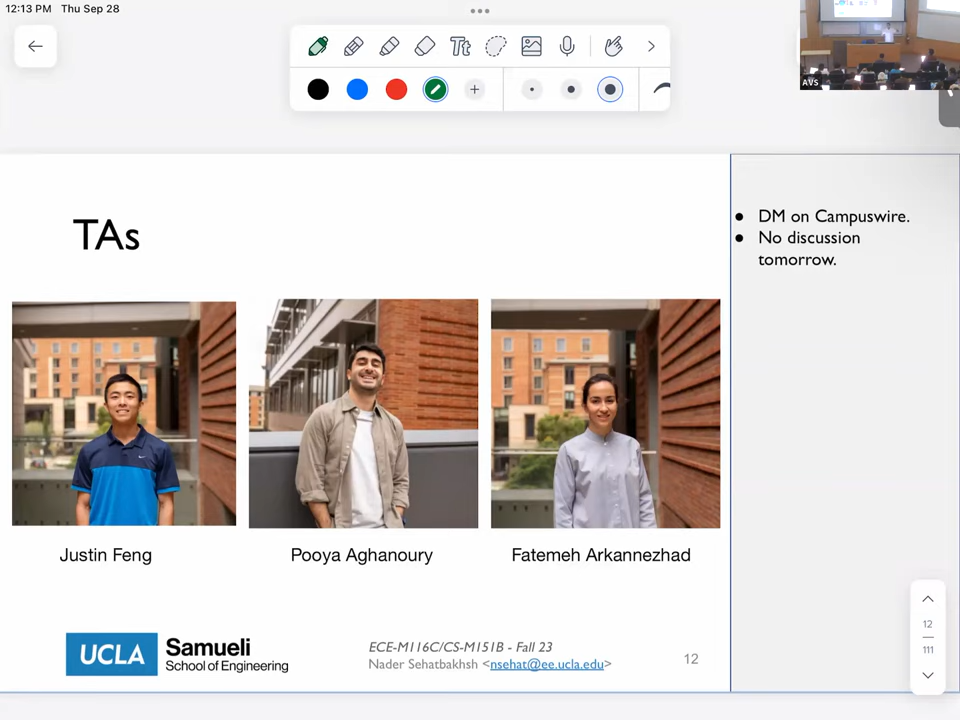 12:13 PM Thu Sep 28
Tt
AVS
TAs
DM on Campuswire.
No discussion
tomorrow.
Justin Feng
Pooya Aghanoury
Fatemeh Arkannezhad
UCLA Samueli
School of Engineering
ECE-M116C/CS-M151B - Fall 23
Nader Sehatbakhsh <nsehat@ee.ucla.edu>
12
12
111